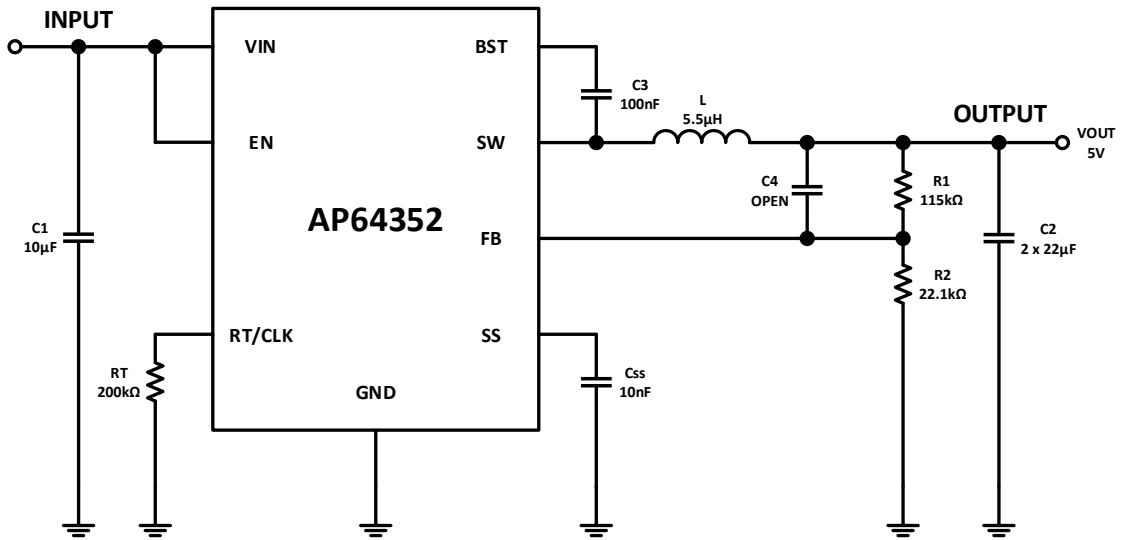 INPUT
VIN
BST
C3
100nF
L
5.5µH
OUTPUT
VOUT
5V
EN
SW
C4
OPEN
R1
115kΩ
AP64352
C1
10µF
FB
C2
2 x 22µF
R2
22.1kΩ
RT/CLK
SS
RT
200kΩ
Css
10nF
GND